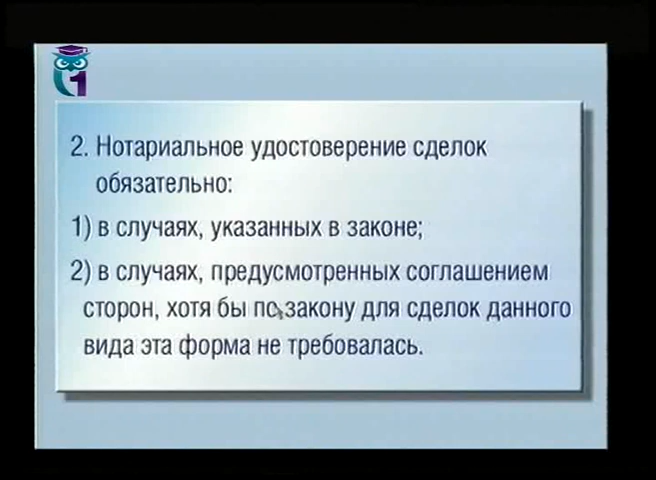 1
2. Нотариальное удостоверение сделок
обязательно:
1) в случаях, указанных в законе;
2) в случаях, предусмотренных соглашением
сторон, хотя бы по закону для сделок данного
вида эта форма не требовалась.